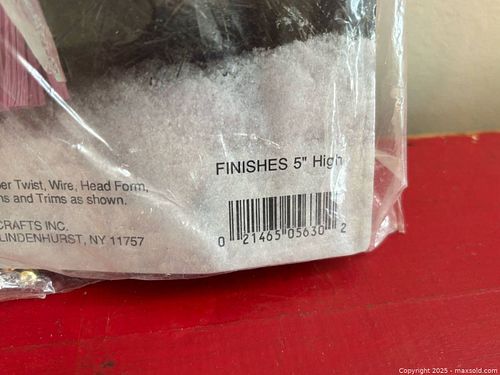 FINISHES 5" High
er Twist, Wire, Head Form,
ns and Trims as shown.
CRAFTS INC.
LINDENHURST, NY 11757
0 21465 05630 2
Copyright 2025 - maxsold.com